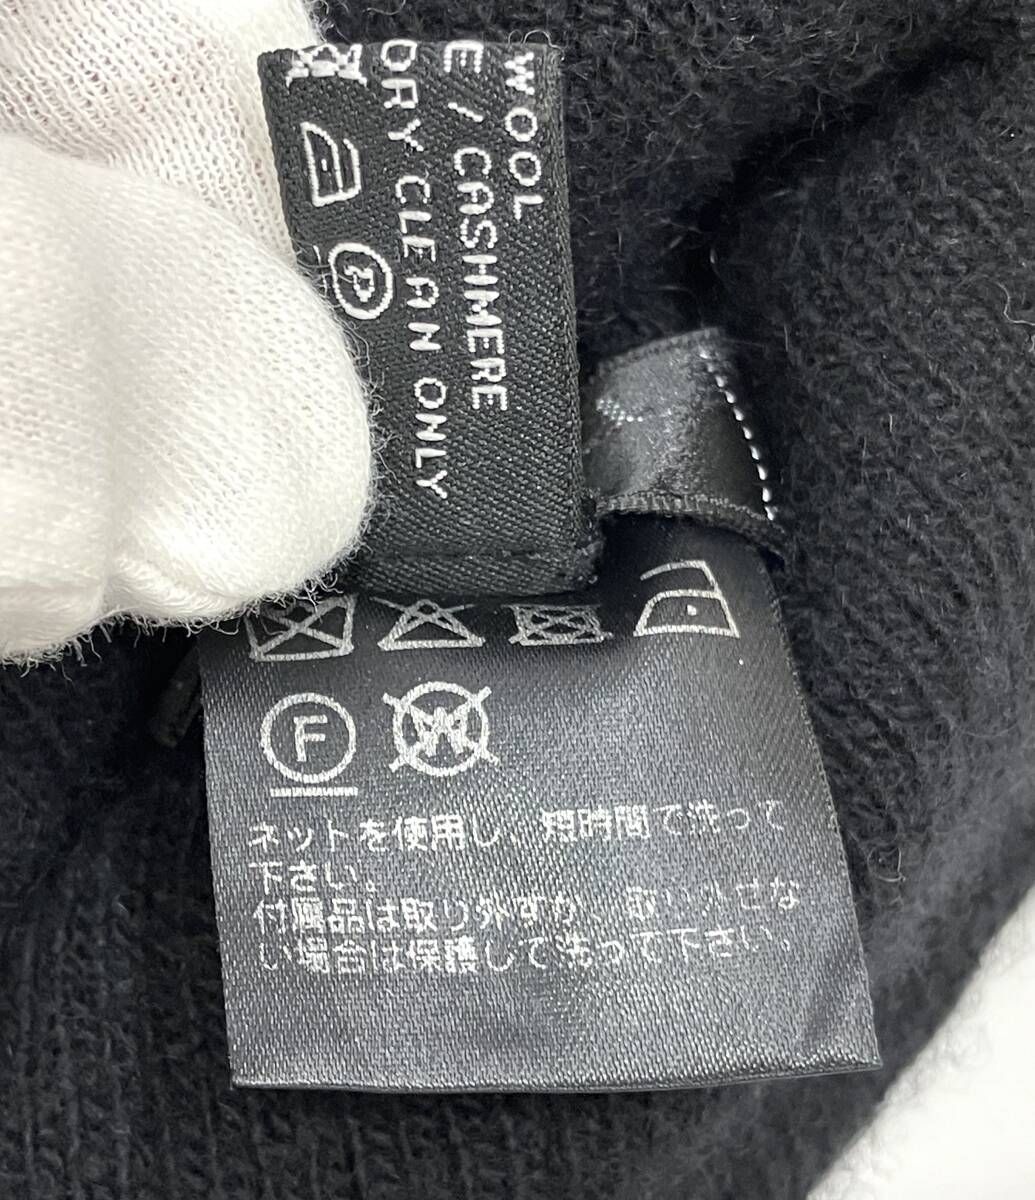 WOOL
E / CASHMERE
DRY CLEAN ONLY
P
F
W
ネットを使用し、短時間で洗って
下さい。
付属品は取り外すか、取り外せな
い場合は保護して洗って下さい。